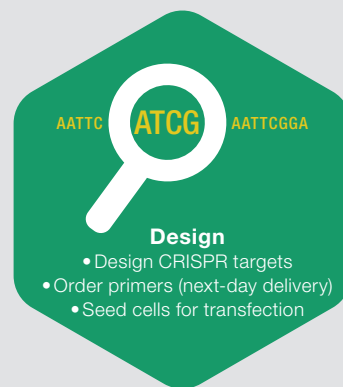 AATTC ATCG AATTCGGA
Design
• Design CRISPR targets
• Order primers (next-day delivery)
• Seed cells for transfection